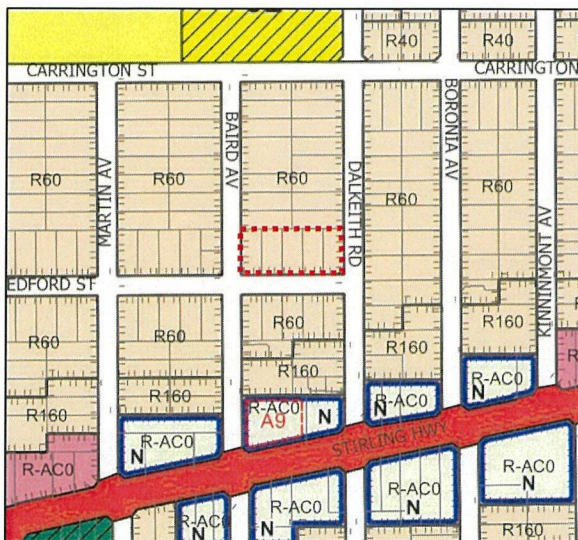 R40
R40
CARRINGTON ST
CARRINGTON
MARTIN AV
BAIRD AV
DALKEITH RD
BORONIA AV
KINNINMONT AV
R60
R60
R60
R60
R60
EDFORD ST
R60
R60
R60
R160
R160
R160
R160
R160
R-AC0
R-AC0
N
R-AC0
A9
N
N
N
STIRLING HWY
R-AC0
R-AC0
N
R-AC0
N
R-AC0
N
R-AC0
N
R160